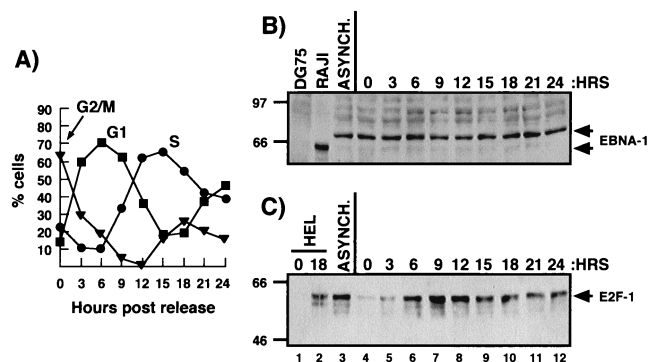 A)
G2/M
G1
S
90
80
70
60
50
40
30
20
10
% cells
0 3 6 9 12 15 18 21 24
Hours post release
B)
DG75
RAJI
ASYNCH.
0 3 6 9 12 15 18 21 24 :HRS
97
66
EBNA-1
C)
HEL
0 18
ASYNCH.
0 3 6 9 12 15 18 21 24 :HRS
66
46
E2F-1
1 2 3 4 5 6 7 8 9 10 11 12